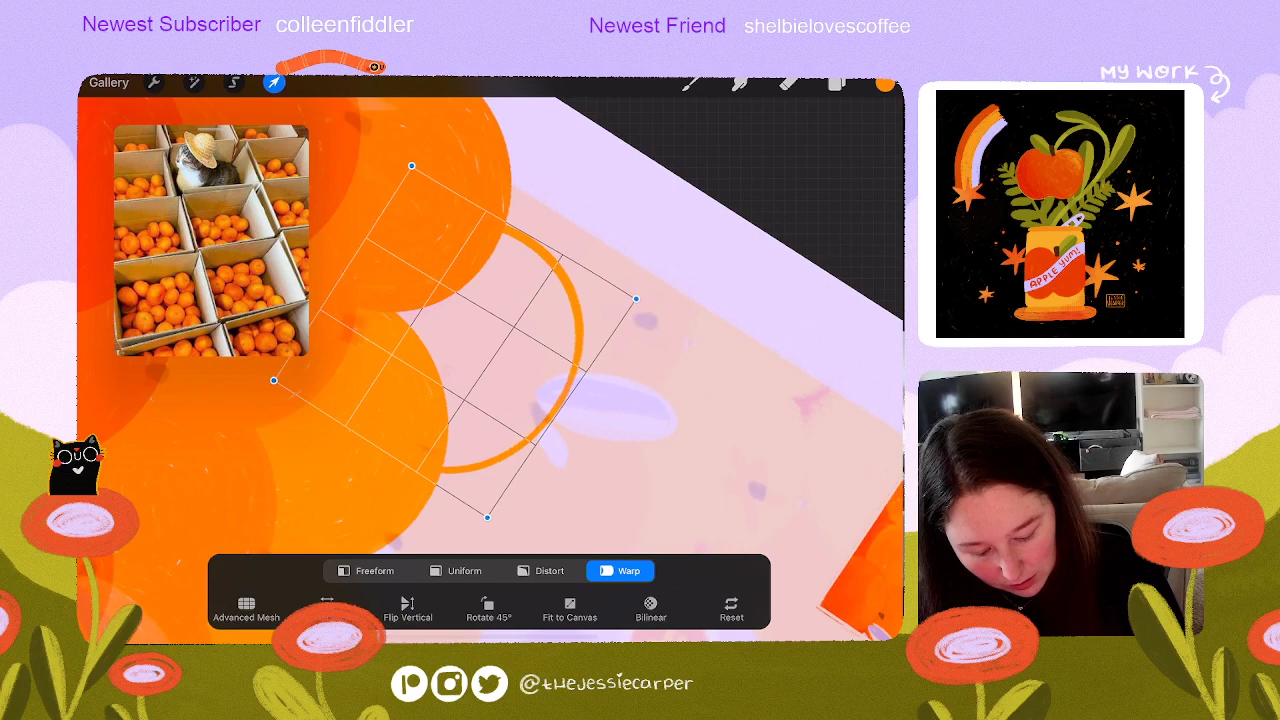 Newest Subscriber colleenfiddler
Newest Friend shelbielovescoffee
MY WORK
Gallery
APPLE YUM!
Freeform Uniform Distort Warp
Advanced Mesh Flip Vertical Rotate 45° Fit to Canvas Bilinear Reset
@theJessiecarper